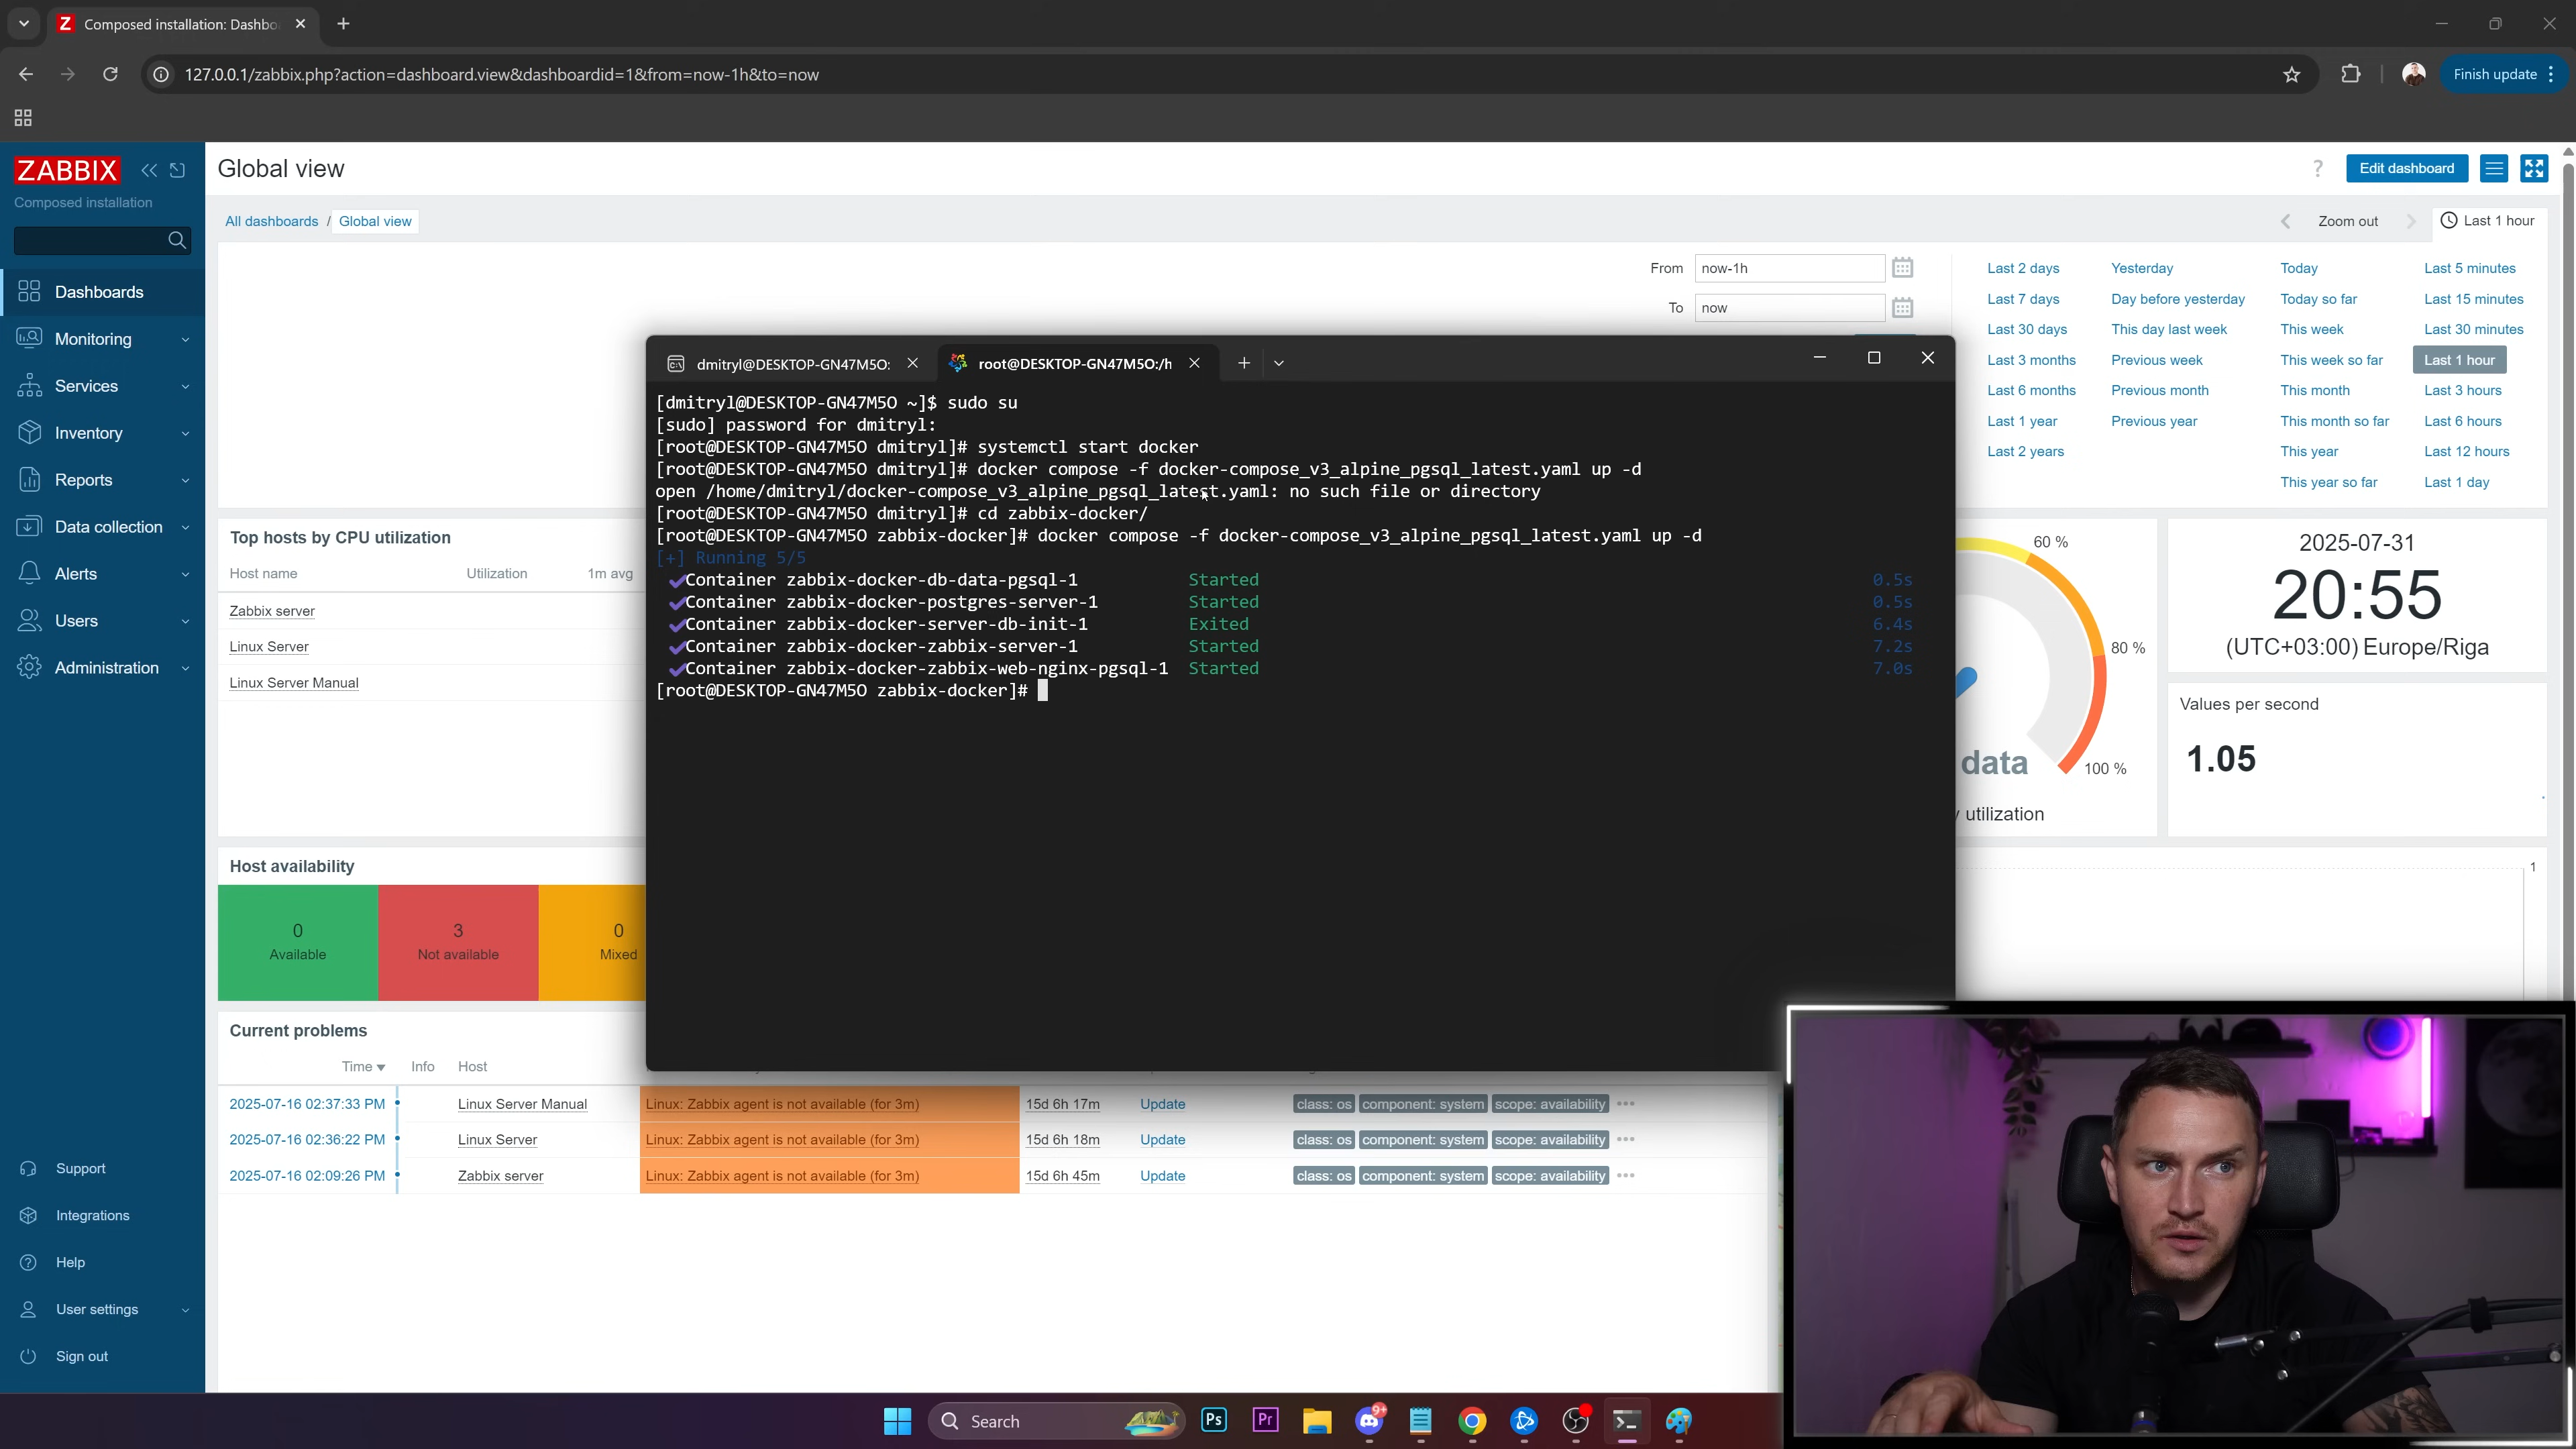 Composed installation: Dashbo
127.0.0.1/zabbix.php?action=dashboard.view&dashboardid=1&from=now-1h&to=now
Finish update
ZABBIX
Composed installation
Dashboards
Monitoring
Services
Inventory
Reports
Data collection
Alerts
Users
Administration
Support
Integrations
Help
User settings
Sign out
Global view
? Edit dashboard
All dashboards / Global view
Zoom out Last 1 hour
From now-1h
To now
Last 2 days Yesterday Today Last 5 minutes
Last 7 days Day before yesterday Today so far Last 15 minutes
Last 30 days This day last week This week Last 30 minutes
Last 3 months Previous week This week so far Last 1 hour
Last 6 months Previous month This month Last 3 hours
Last 1 year Previous year This month so far Last 6 hours
Last 2 years This year Last 12 hours
This year so far Last 1 day
dmitryl@DESKTOP-GN47M5O: root@DESKTOP-GN47M5O:/h
[dmitryl@DESKTOP-GN47M5O ~]$ sudo su
[sudo] password for dmitryl:
[root@DESKTOP-GN47M5O dmitryl]# systemctl start docker
[root@DESKTOP-GN47M5O dmitryl]# docker compose -f docker-compose_v3_alpine_pgsql_latest.yaml up -d
open /home/dmitryl/docker-compose_v3_alpine_pgsql_latest.yaml: no such file or directory
[root@DESKTOP-GN47M5O dmitryl]# cd zabbix-docker/
[root@DESKTOP-GN47M5O zabbix-docker]# docker compose -f docker-compose_v3_alpine_pgsql_latest.yaml up -d
[+] Running 5/5
✔Container zabbix-docker-db-data-pgsql-1 Started 0.5s
✔Container zabbix-docker-postgres-server-1 Started 0.5s
✔Container zabbix-docker-server-db-init-1 Exited 6.4s
✔Container zabbix-docker-zabbix-server-1 Started 7.2s
✔Container zabbix-docker-zabbix-web-nginx-pgsql-1 Started 7.0s
[root@DESKTOP-GN47M5O zabbix-docker]#
Top hosts by CPU utilization
Host name Utilization 1m avg
Zabbix server
Linux Server
Linux Server Manual
60 %
80 %
100 %
data
utilization
2025-07-31
20:55
(UTC+03:00) Europe/Riga
Values per second
1.05
1
Host availability
0 3 0
Available Not available Mixed
Current problems
Time Info Host
2025-07-16 02:37:33 PM Linux Server Manual Linux: Zabbix agent is not available (for 3m) 15d 6h 17m Update class: os component: system scope: availability •••
2025-07-16 02:36:22 PM Linux Server Linux: Zabbix agent is not available (for 3m) 15d 6h 18m Update class: os component: system scope: availability •••
2025-07-16 02:09:26 PM Zabbix server Linux: Zabbix agent is not available (for 3m) 15d 6h 45m Update class: os component: system scope: availability •••
Search Ps Pr 9+